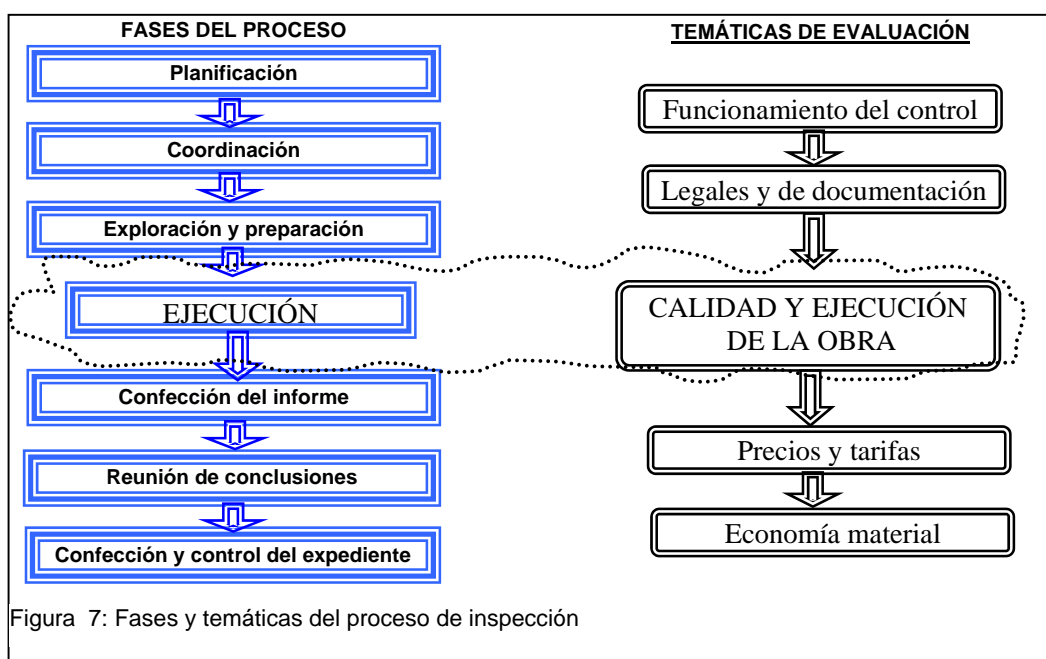 FASES DEL PROCESO
Planificación
Coordinación
Exploración y preparación
EJECUCIÓN
Confección del informe
Reunión de conclusiones
Confección y control del expediente
TEMÁTICAS DE EVALUACIÓN
Funcionamiento del control
Legales y de documentación
CALIDAD Y EJECUCIÓN
DE LA OBRA
Precios y tarifas
Economía material
Figura 7: Fases y temáticas del proceso de inspección